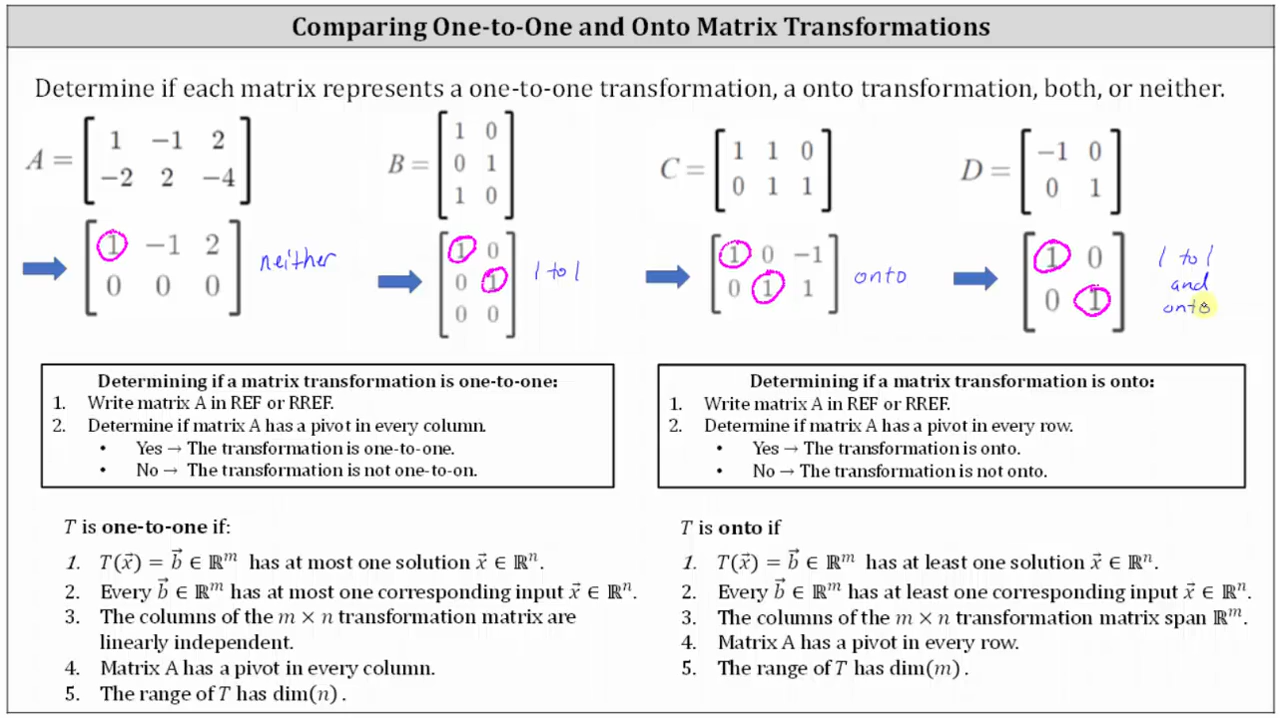 Comparing One-to-One and Onto Matrix Transformations
Determine if each matrix represents a one-to-one transformation, a onto transformation, both, or neither.
A = [1 −1 2; −2 2 −4]
B = [1 0; 0 1; 1 0]
C = [1 1 0; 0 1 1]
D = [−1 0; 0 1]
[1 −1 2; 0 0 0] neither
[1 0; 0 1; 0 0] 1 to 1
[1 0 −1; 0 1 1] onto
[1 0; 0 1] 1 to 1
and
onto
Determining if a matrix transformation is one-to-one:
1. Write matrix A in REF or RREF.
2. Determine if matrix A has a pivot in every column.
• Yes → The transformation is one-to-one.
• No → The transformation is not one-to-on.
Determining if a matrix transformation is onto:
1. Write matrix A in REF or RREF.
2. Determine if matrix A has a pivot in every row.
• Yes → The transformation is onto.
• No → The transformation is not onto.
T is one-to-one if:
1. T(x⃗) = b⃗ ∈ ℝᵐ has at most one solution x⃗ ∈ ℝⁿ.
2. Every b⃗ ∈ ℝᵐ has at most one corresponding input x⃗ ∈ ℝⁿ.
3. The columns of the m × n transformation matrix are
linearly independent.
4. Matrix A has a pivot in every column.
5. The range of T has dim(n).
T is onto if
1. T(x⃗) = b⃗ ∈ ℝᵐ has at least one solution x⃗ ∈ ℝⁿ.
2. Every b⃗ ∈ ℝᵐ has at least one corresponding input x⃗ ∈ ℝⁿ.
3. The columns of the m × n transformation matrix span ℝᵐ.
4. Matrix A has a pivot in every row.
5. The range of T has dim(m).